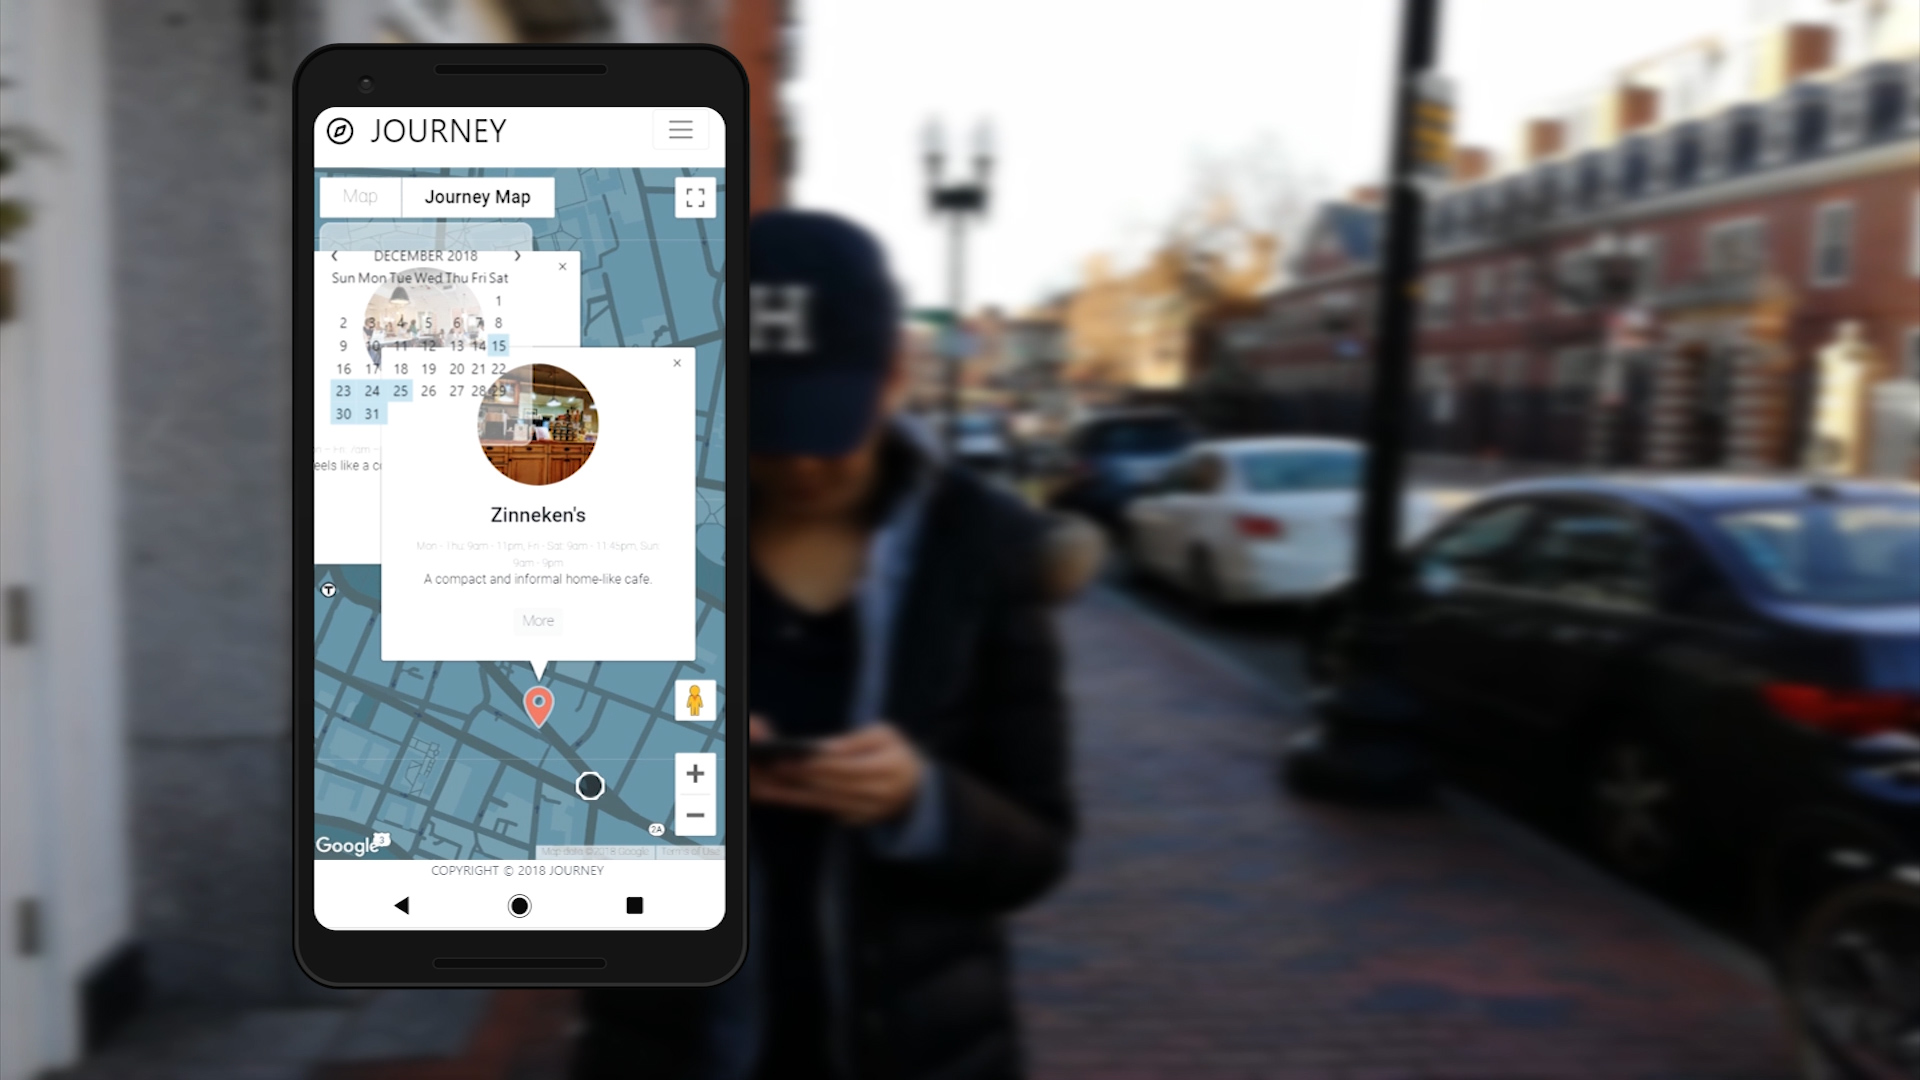 JOURNEY
Map
Journey Map
DECEMBER 2018
Sun Mon Tue Wed Thu Fri Sat
1
2 3 4 5 6 7 8
9 10 11 12 13 14 15
16 17 18 19 20 21 22
23 24 25 26 27 28 29
30 31
eels like a c
Zinneken's
Mon - Thu: 9am - 11pm, Fri - Sat: 9am - 11:45pm, Sun:
9am - 9pm
A compact and informal home-like cafe.
More
T
2A
3
Google
Map data ©2018 Google
Terms of Use
COPYRIGHT © 2018 JOURNEY
H